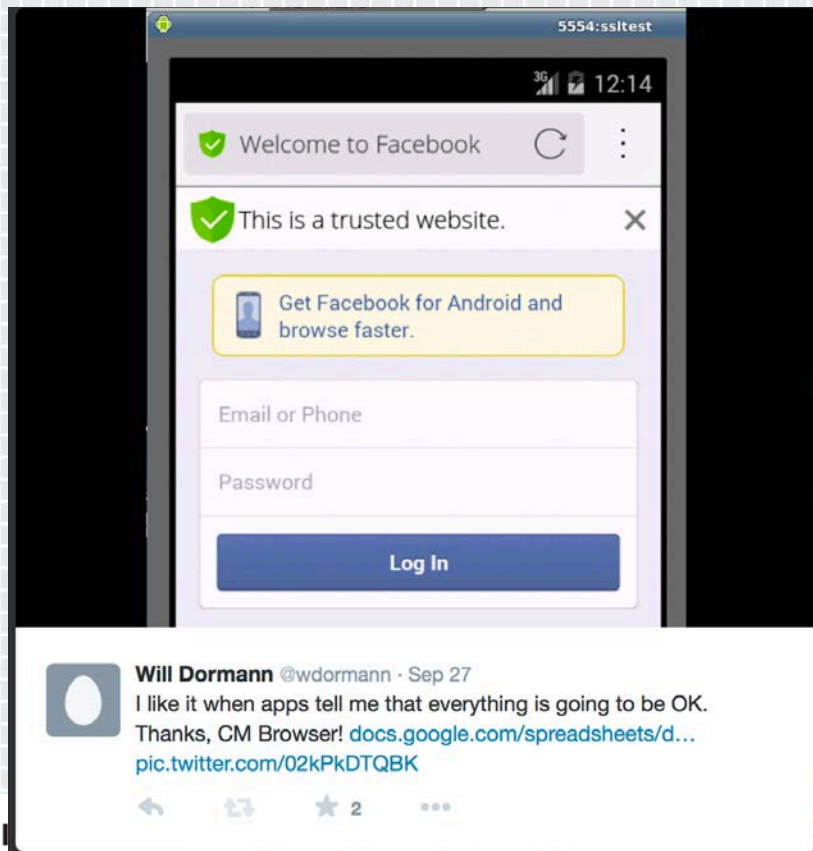 5554:ssltest
3G 12:14
Welcome to Facebook
This is a trusted website.
Get Facebook for Android and
browse faster.
Email or Phone
Password
Log In
Will Dormann @wdormann · Sep 27
I like it when apps tell me that everything is going to be OK.
Thanks, CM Browser! docs.google.com/spreadsheets/d…
pic.twitter.com/02kPkDTQBK
2